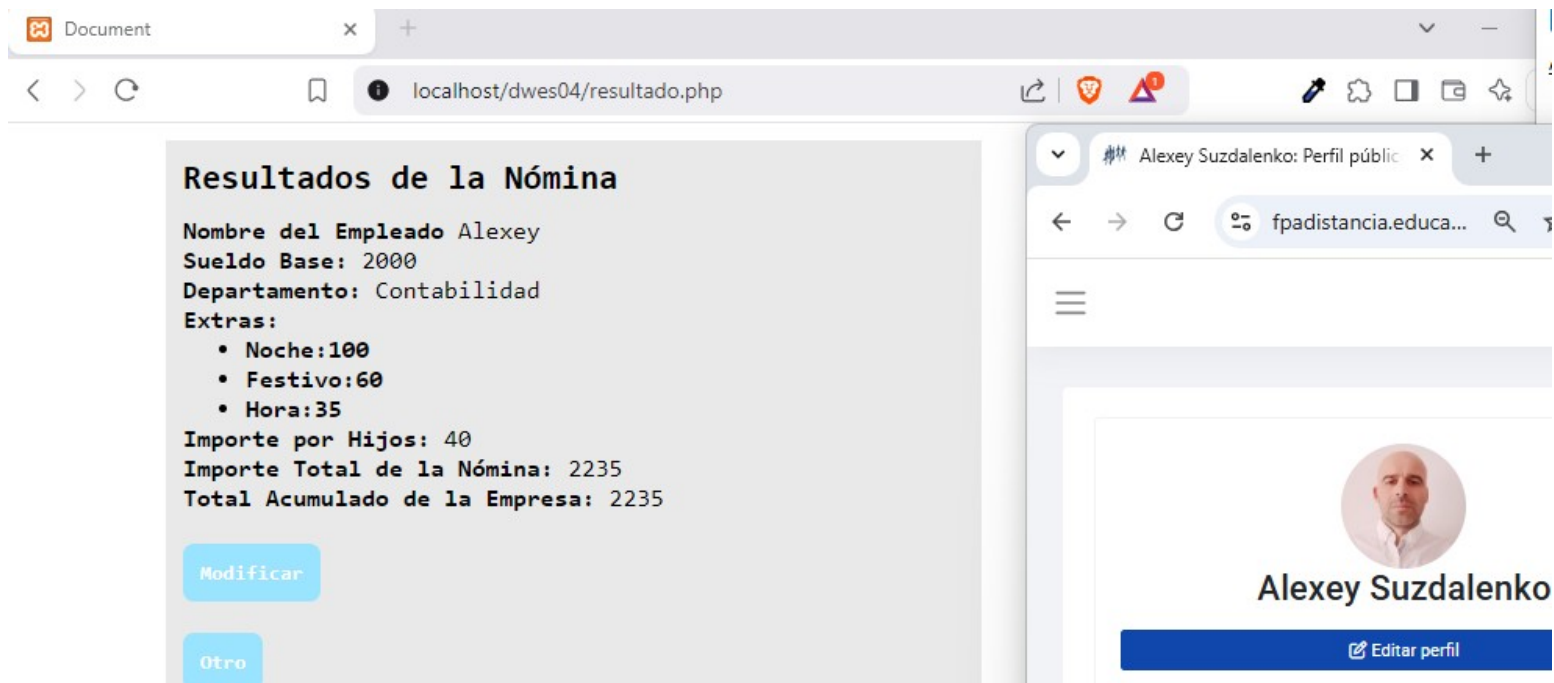 Document
localhost/dwes04/resultado.php
1
Resultados de la Nómina
Nombre del Empleado Alexey
Sueldo Base: 2000
Departamento: Contabilidad
Extras:
• Noche:100
• Festivo:60
• Hora:35
Importe por Hijos: 40
Importe Total de la Nómina: 2235
Total Acumulado de la Empresa: 2235
Modificar
Otro
Alexey Suzdalenko: Perfil públic
fpadistancia.educa...
Alexey Suzdalenko
Editar perfil